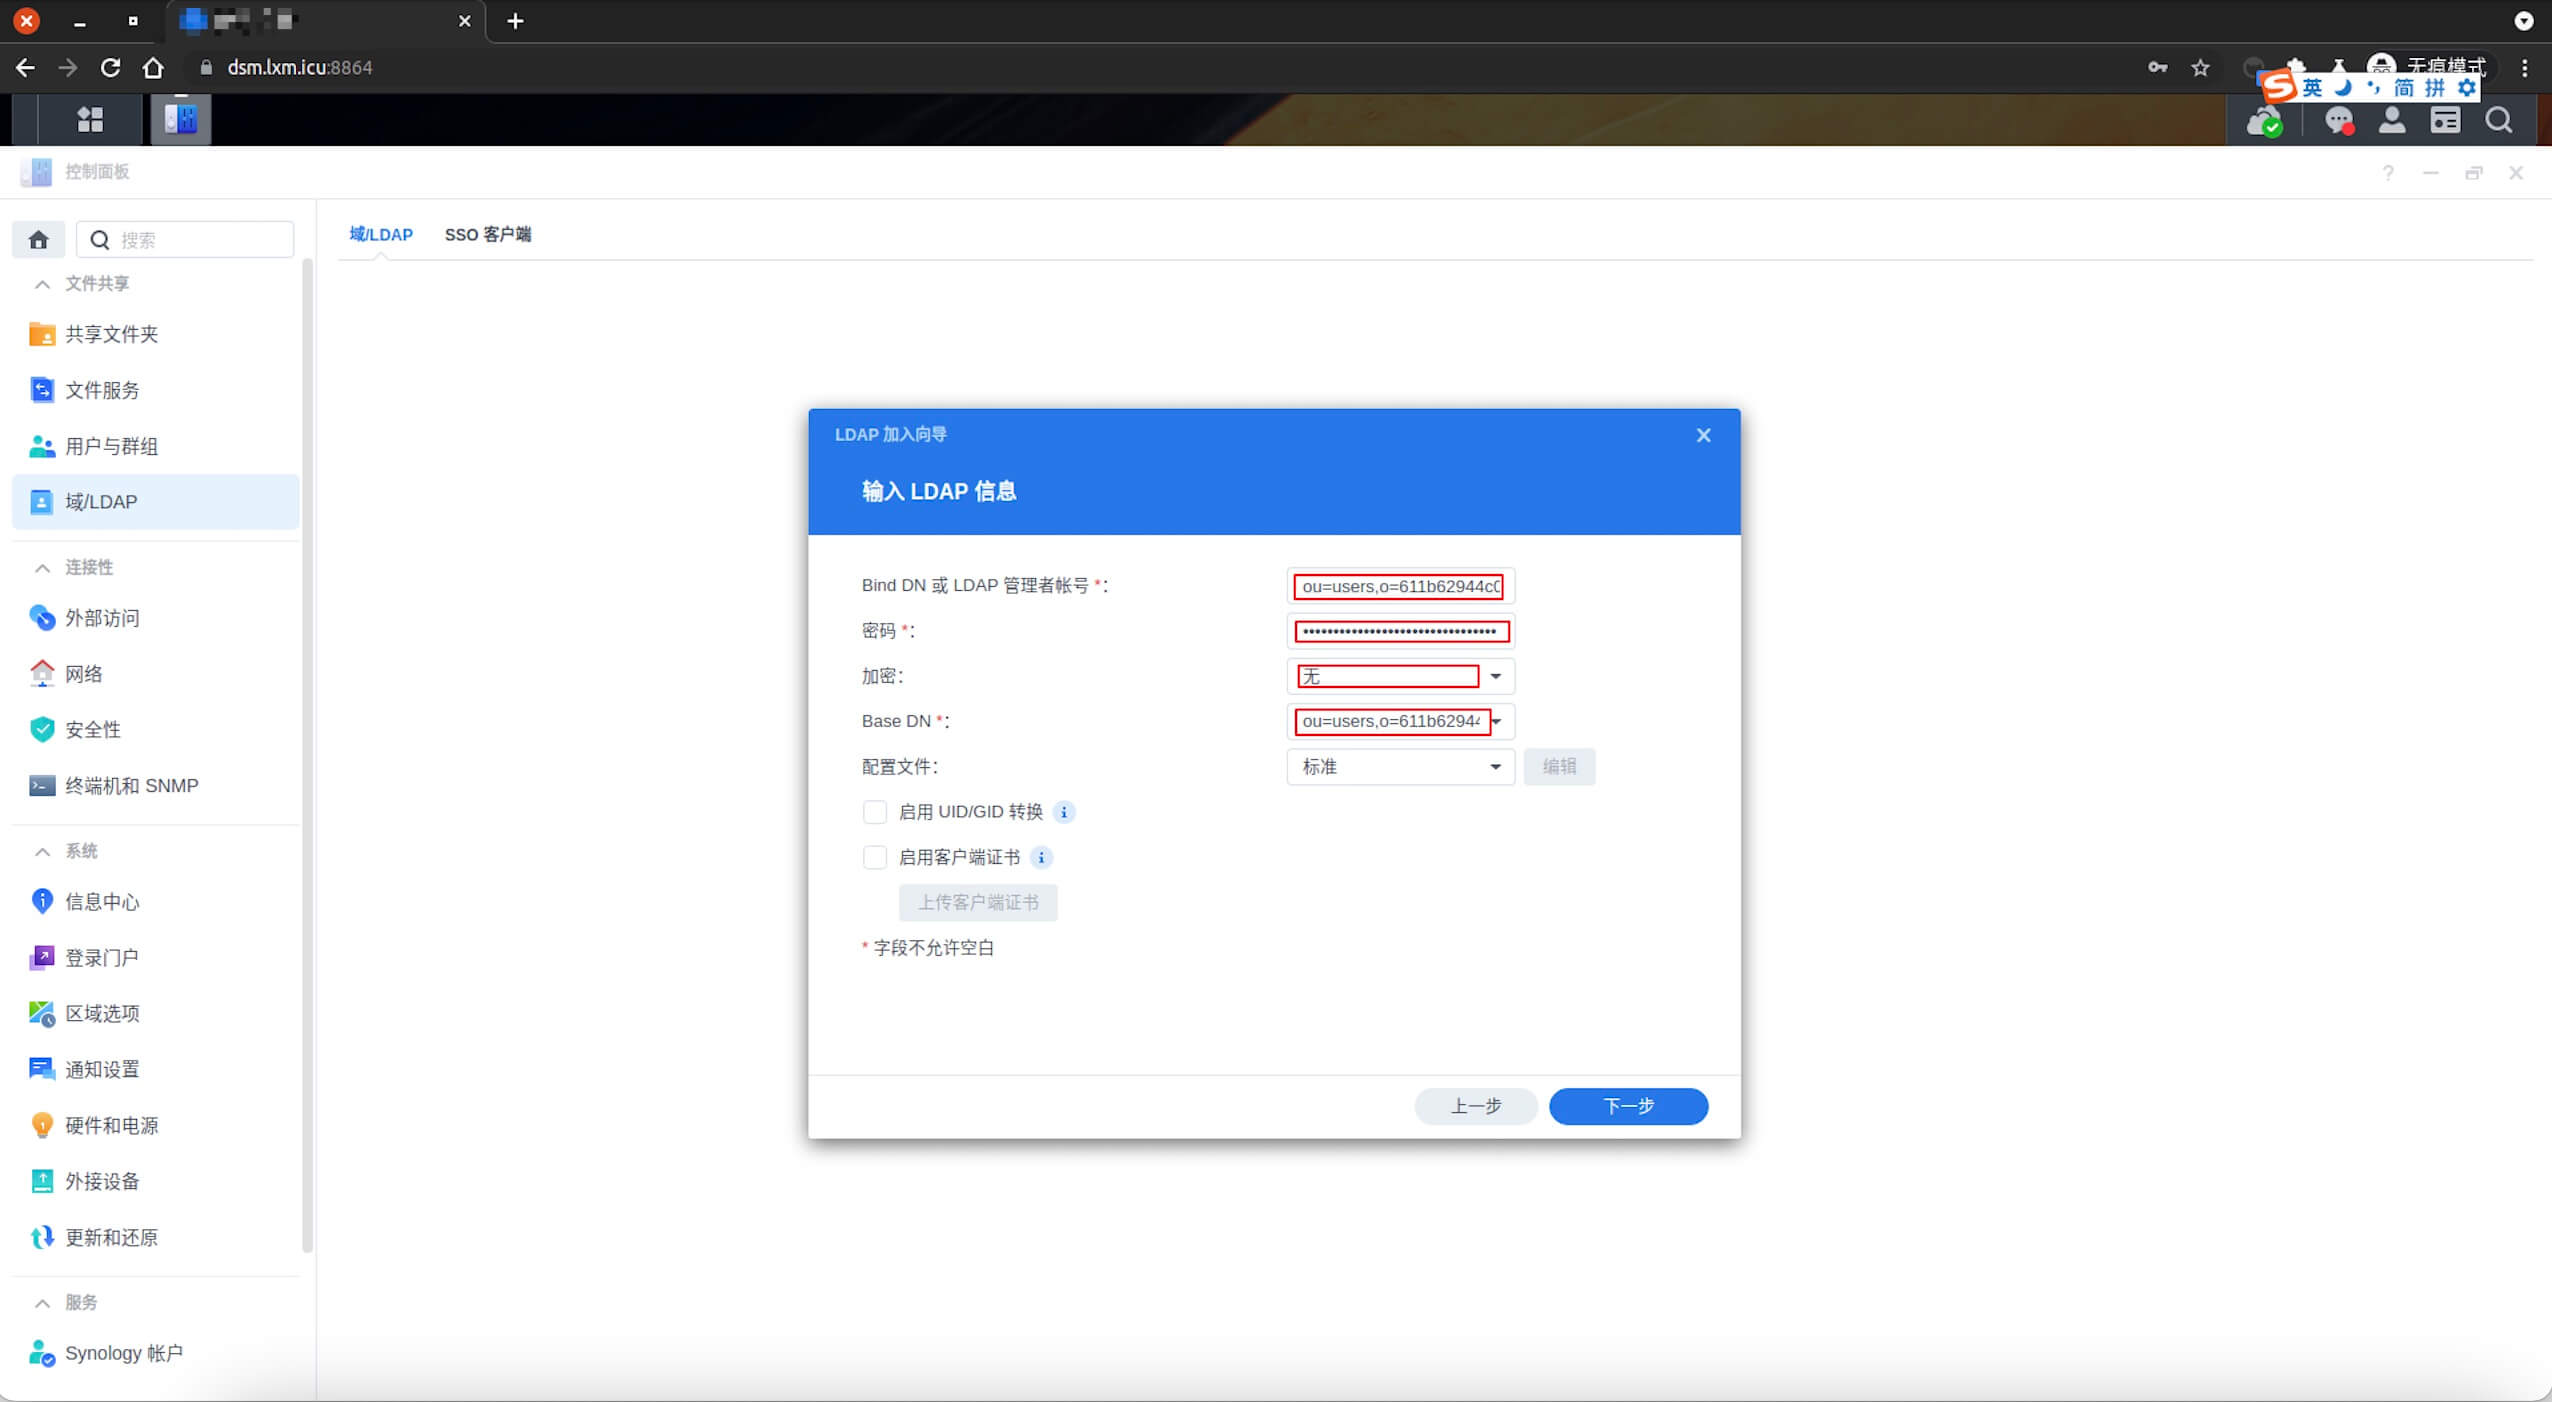 dsm.lxm.icu:8864
无痕模式
英 简 拼
控制面板
搜索
域/LDAP SSO 客户端
文件共享
共享文件夹
文件服务
用户与群组
域/LDAP
连接性
外部访问
网络
安全性
终端机和 SNMP
系统
信息中心
登录门户
区域选项
通知设置
硬件和电源
外接设备
更新和还原
服务
Synology 帐户
LDAP 加入向导
输入 LDAP 信息
Bind DN 或 LDAP 管理者帐号 *： ou=users,o=611b62944c0
密码 *： ••••••••••••••••••••••••••••••••
加密： 无
Base DN *： ou=users,o=611b62944
配置文件： 标准 编辑
启用 UID/GID 转换
启用客户端证书
上传客户端证书
* 字段不允许空白
上一步 下一步